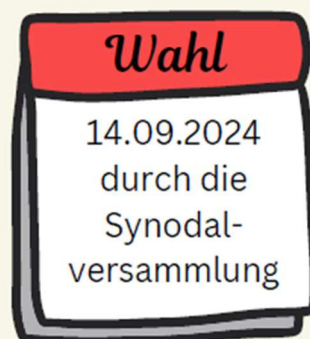 Wahl
14.09.2024
durch die
Synodal-
versammlung